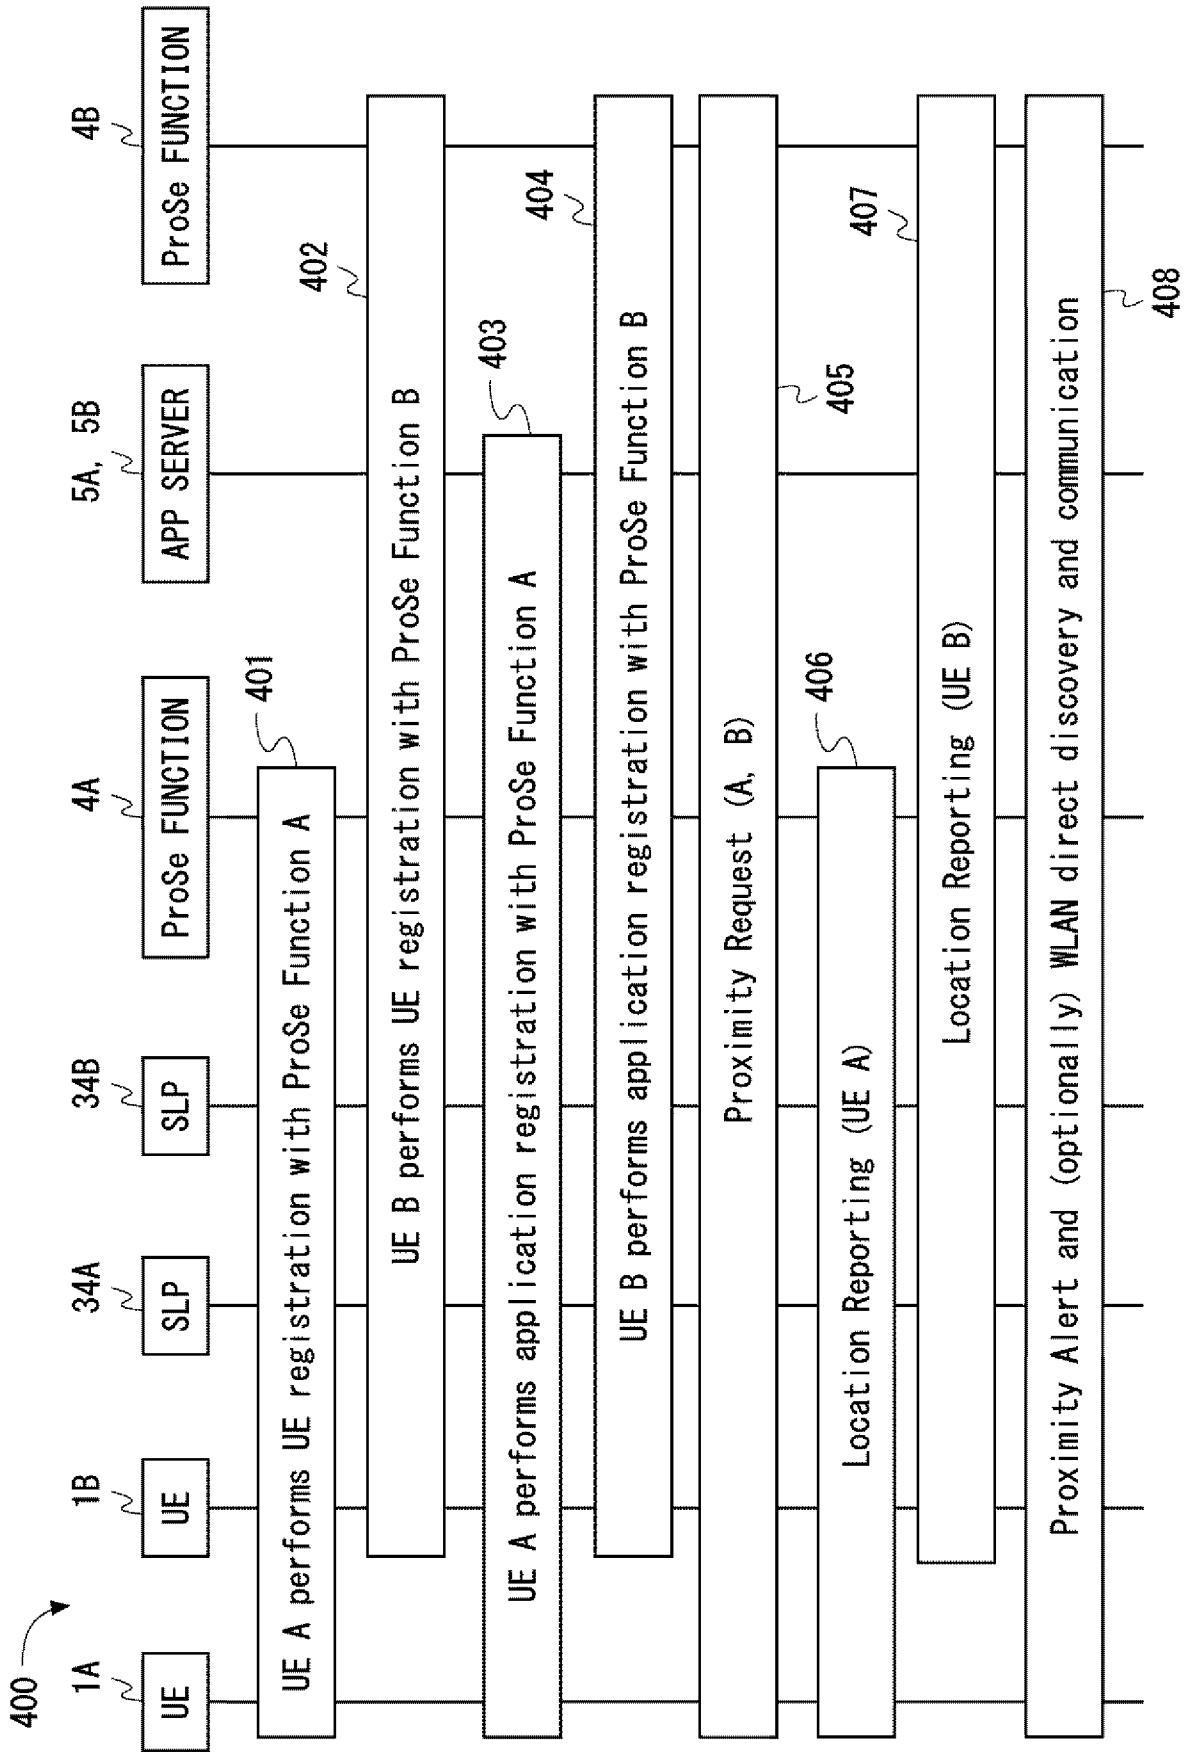 400
1A
1B
34A
34B
4A
5A, 5B
4B
UE
UE
SLP
SLP
ProSe FUNCTION
APP SERVER
ProSe FUNCTION
401
UE A performs UE registration with ProSe Function A
402
UE B performs UE registration with ProSe Function B
403
UE A performs application registration with ProSe Function A
404
UE B performs application registration with ProSe Function B
Proximity Request (A, B)
405
406
Location Reporting (UE A)
407
Location Reporting (UE B)
Proximity Alert and (optionally) WLAN direct discovery and communication
408